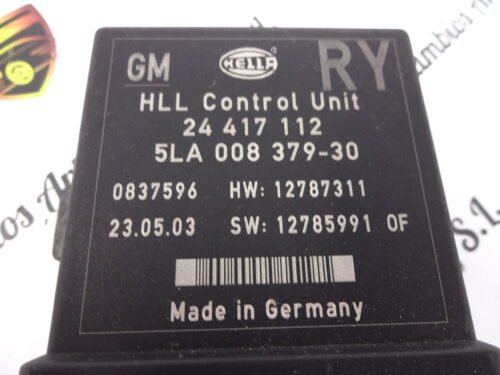 GM HELLA RY
HLL Control Unit
24 417 112
5LA 008 379-30
0837596 HW: 12787311
23.05.03 SW: 12785991 OF
Made in Germany
S.L.